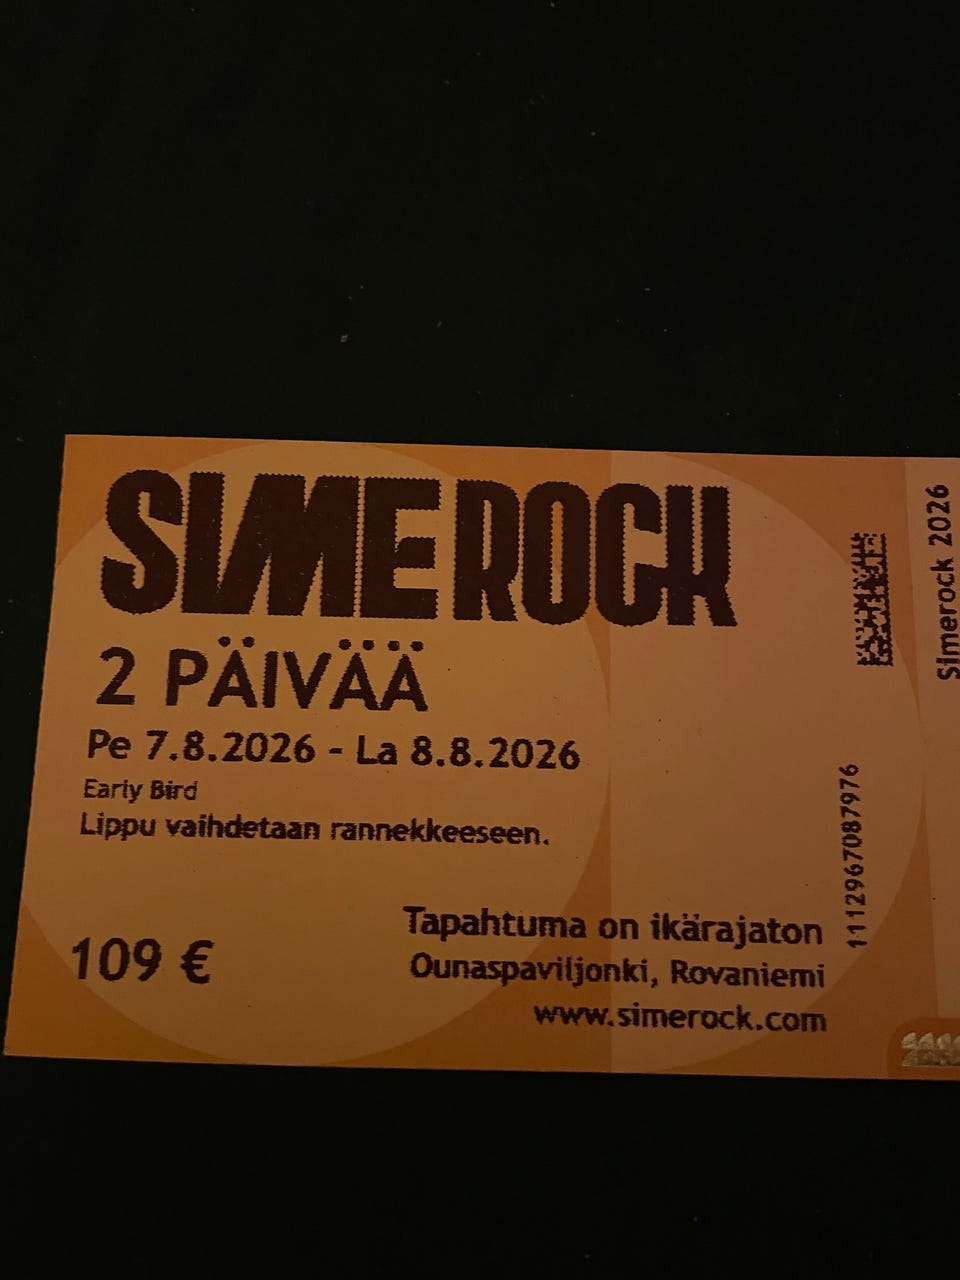 SIMEROCK
2 PÄIVÄÄ
Pe 7.8.2026 - La 8.8.2026
Early Bird
Lippu vaihdetaan rannekkeeseen.
109 €
Tapahtuma on ikärajaton
Ounaspaviljonki, Rovaniemi
www.simerock.com
1112967087976
Simerock 2026